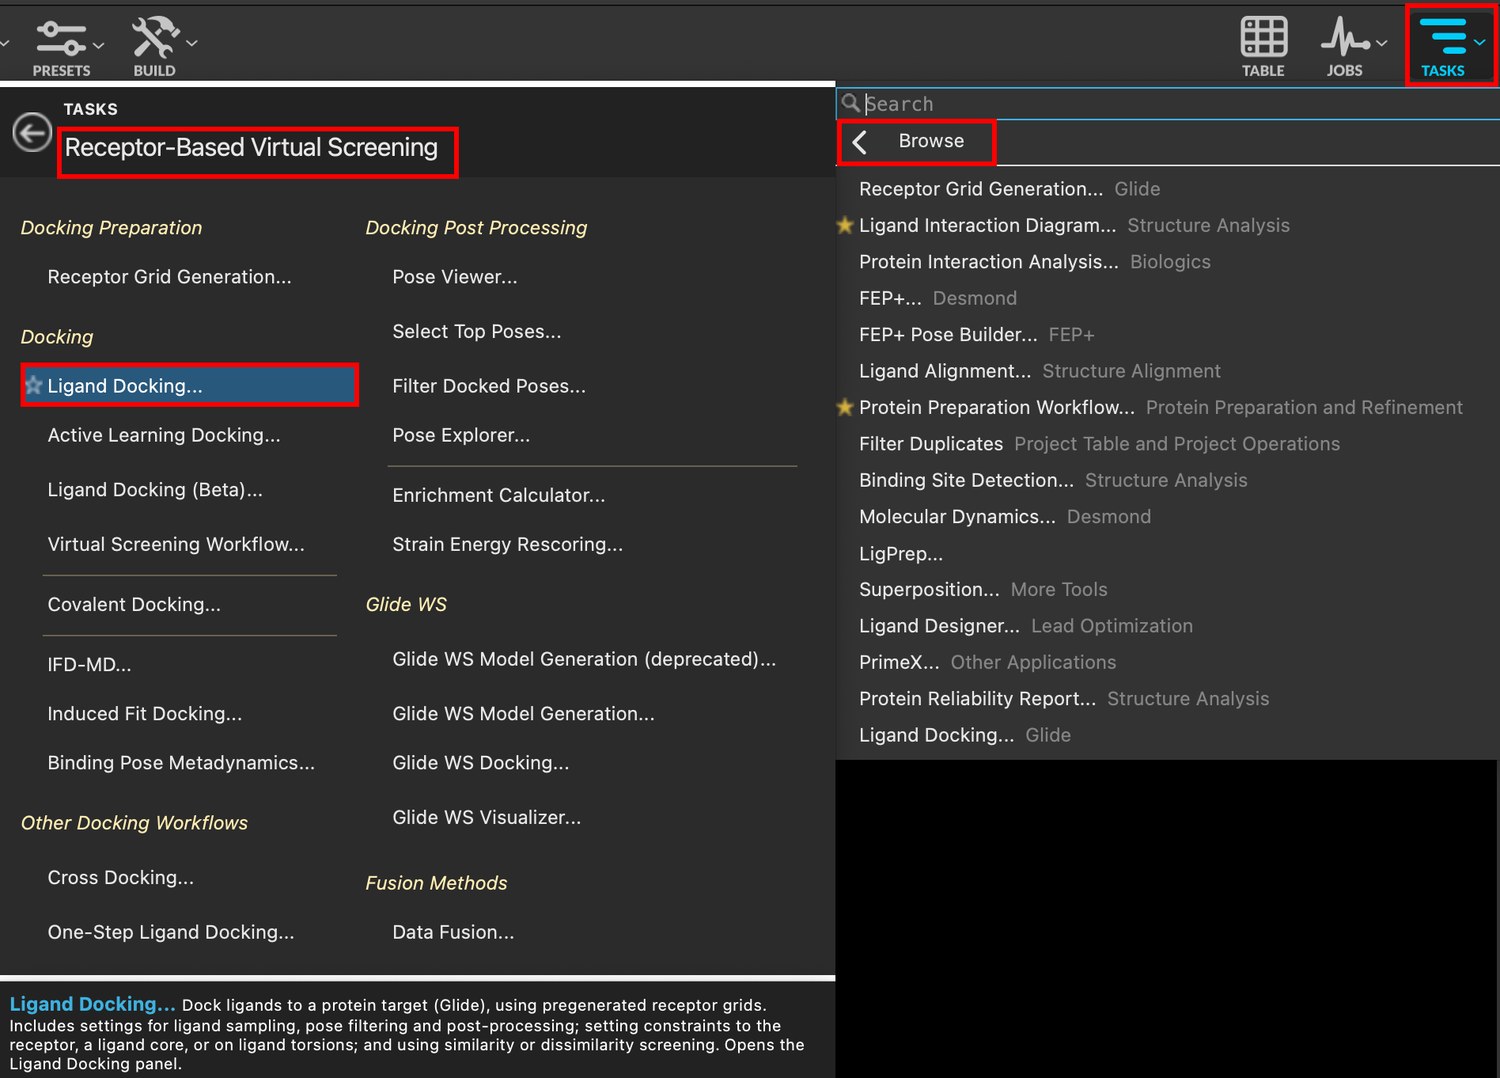 PRESETS
BUILD
TABLE
JOBS
TASKS
TASKS
Receptor-Based Virtual Screening
Docking Preparation
Receptor Grid Generation...
Docking
Ligand Docking...
Active Learning Docking...
Ligand Docking (Beta)...
Virtual Screening Workflow...
Covalent Docking...
IFD-MD...
Induced Fit Docking...
Binding Pose Metadynamics...
Other Docking Workflows
Cross Docking...
One-Step Ligand Docking...
Docking Post Processing
Pose Viewer...
Select Top Poses...
Filter Docked Poses...
Pose Explorer...
Enrichment Calculator...
Strain Energy Rescoring...
Glide WS
Glide WS Model Generation (deprecated)...
Glide WS Model Generation...
Glide WS Docking...
Glide WS Visualizer...
Fusion Methods
Data Fusion...
Ligand Docking... Dock ligands to a protein target (Glide), using pregenerated receptor grids.
Includes settings for ligand sampling, pose filtering and post-processing; setting constraints to the
receptor, a ligand core, or on ligand torsions; and using similarity or dissimilarity screening. Opens the
Ligand Docking panel.
Search
Browse
Receptor Grid Generation... Glide
Ligand Interaction Diagram... Structure Analysis
Protein Interaction Analysis... Biologics
FEP+... Desmond
FEP+ Pose Builder... FEP+
Ligand Alignment... Structure Alignment
Protein Preparation Workflow... Protein Preparation and Refinement
Filter Duplicates Project Table and Project Operations
Binding Site Detection... Structure Analysis
Molecular Dynamics... Desmond
LigPrep...
Superposition... More Tools
Ligand Designer... Lead Optimization
PrimeX... Other Applications
Protein Reliability Report... Structure Analysis
Ligand Docking... Glide